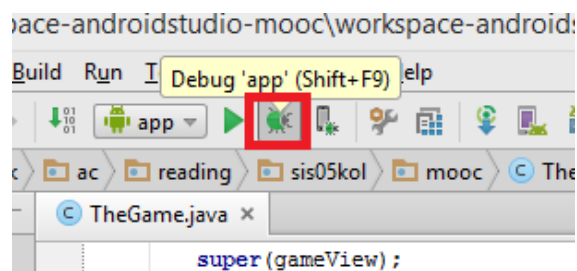 pace-androidstudio-mooc\workspace-androids
Build Run T
Debug 'app' (Shift+F9)
elp
app
ac reading sis05kol mooc C The
C TheGame.java ×
super(gameView);